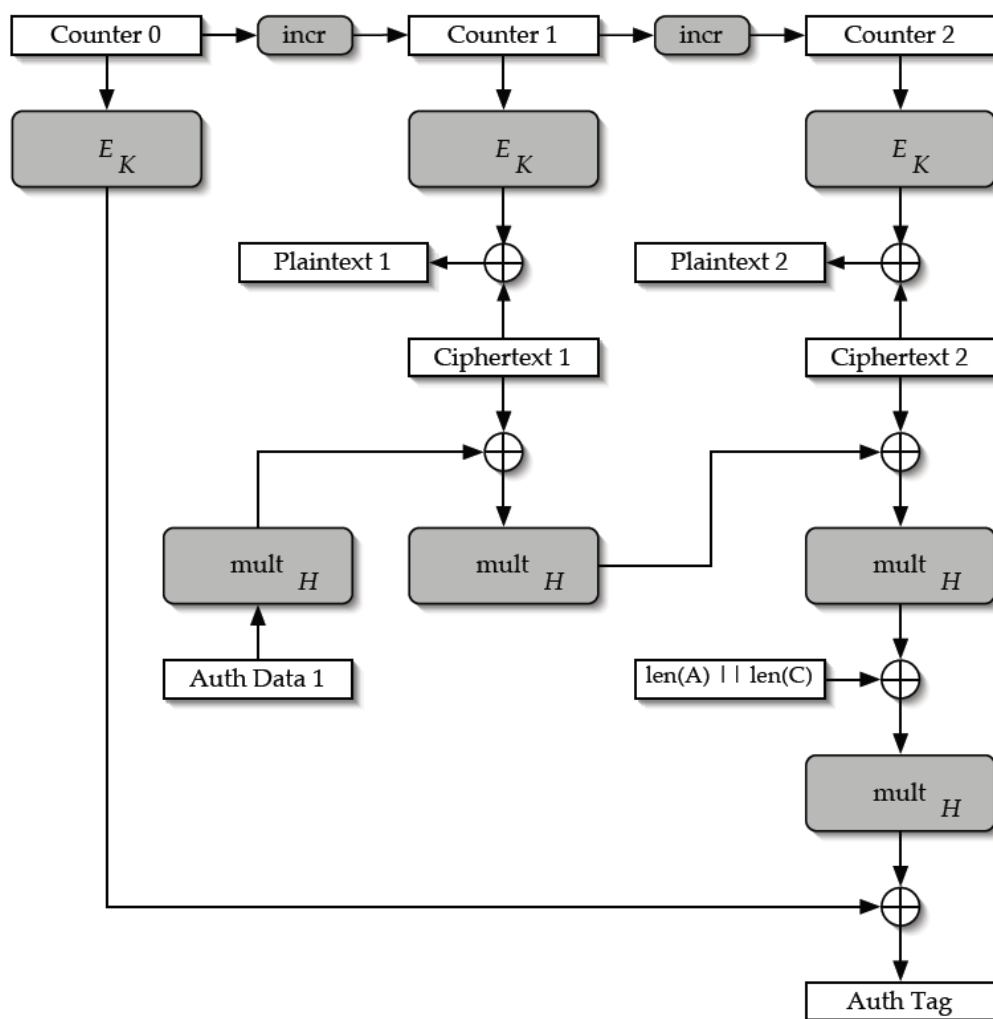 Counter 0
incr
Counter 1
incr
Counter 2
E K
E K
E K
Plaintext 1
Plaintext 2
Ciphertext 1
Ciphertext 2
mult H
mult H
mult H
Auth Data 1
len(A) || len(C)
mult H
Auth Tag